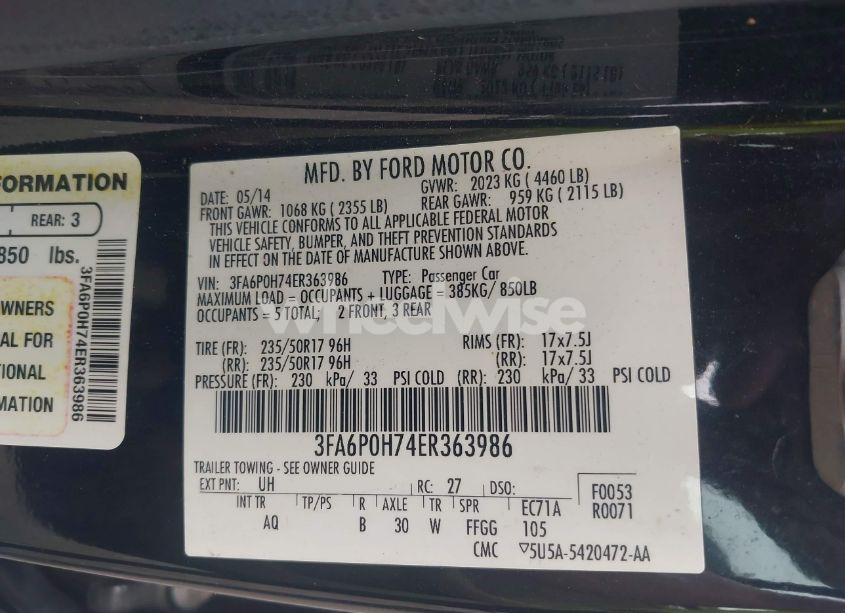 FORMATION
REAR: 3
850 lbs.
OWNERS
AL FOR
TIONAL
MATION
3FA6P0H74ER363986
MFD. BY FORD MOTOR CO.
DATE: 05/14 GVWR: 2023 KG ( 4460 LB)
FRONT GAWR: 1068 KG ( 2355 LB) REAR GAWR: 959 KG ( 2115 LB)
THIS VEHICLE CONFORMS TO ALL APPLICABLE FEDERAL MOTOR
VEHICLE SAFETY, BUMPER, AND THEFT PREVENTION STANDARDS
IN EFFECT ON THE DATE OF MANUFACTURE SHOWN ABOVE.
VIN: 3FA6P0H74ER363986 TYPE: Passenger Car
MAXIMUM LOAD = OCCUPANTS + LUGGAGE = 385KG/ 850LB
OCCUPANTS = 5 TOTAL; 2 FRONT, 3 REAR
wheelwise
TIRE (FR): 235/50R17 96H RIMS (FR): 17x7.5J
(RR): 235/50R17 96H (RR): 17x7.5J
PRESSURE (FR): 230 kPa/ 33 PSI COLD (RR): 230 kPa/ 33 PSI COLD
3FA6P0H74ER363986
TRAILER TOWING - SEE OWNER GUIDE
EXT PNT: UH RC: 27 DSO: F0053
INT TR TP/PS R AXLE TR SPR EC71A R0071
AQ B 30 W FFGG 105
CMC ▽5U5A-5420472-AA